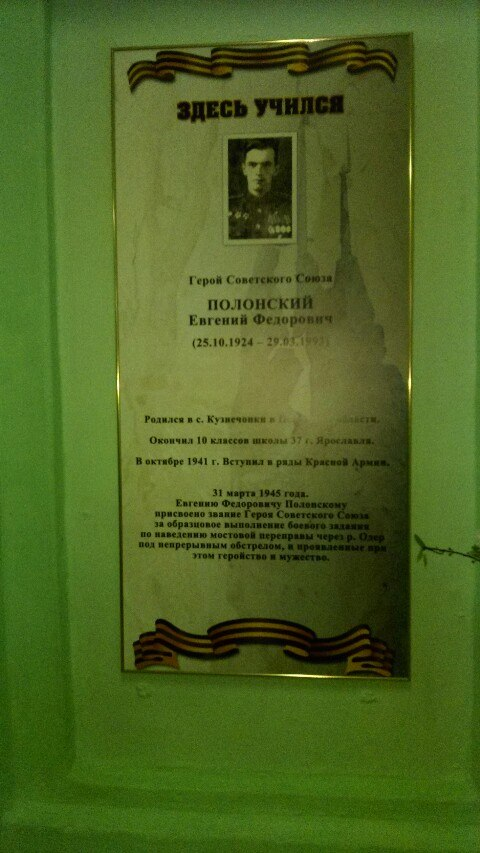 ЗДЕСЬ УЧИЛСЯ
Герой Советского Союза
ПОЛОНСКИЙ
Евгений Федорович
(25.10.1924 – 29.03.1997)
Родился в с. Кузнечонки в области.
Окончил 10 классов школы 37 г. Ярославля.
В октябре 1941 г. Вступил в ряды Красной Армии.
31 марта 1945 года.
Евгению Федоровичу Полонскому
присвоено звание Героя Советского Союза
за образцовое выполнение боевого задания
по наведению мостовой переправы через р. Одер
под непрерывным обстрелом, и проявленные при
этом геройство и мужество.